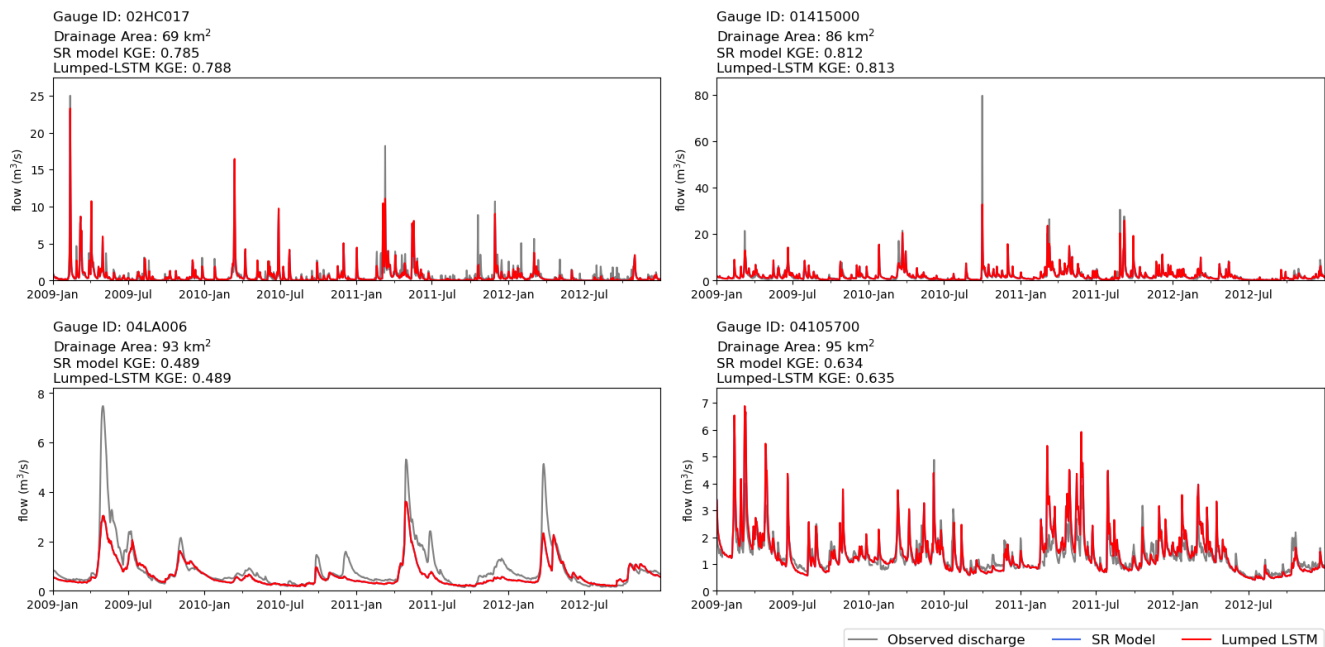 Gauge ID: 02HC017
Drainage Area: 69 km²
SR model KGE: 0.785
Lumped-LSTM KGE: 0.788
flow (m³/s)
25
20
15
10
5
0
2009-Jan 2009-Jul 2010-Jan 2010-Jul 2011-Jan 2011-Jul 2012-Jan 2012-Jul
Gauge ID: 01415000
Drainage Area: 86 km²
SR model KGE: 0.812
Lumped-LSTM KGE: 0.813
flow (m³/s)
80
60
40
20
0
2009-Jan 2009-Jul 2010-Jan 2010-Jul 2011-Jan 2011-Jul 2012-Jan 2012-Jul
Gauge ID: 04LA006
Drainage Area: 93 km²
SR model KGE: 0.489
Lumped-LSTM KGE: 0.489
flow (m³/s)
8
6
4
2
0
2009-Jan 2009-Jul 2010-Jan 2010-Jul 2011-Jan 2011-Jul 2012-Jan 2012-Jul
Gauge ID: 04105700
Drainage Area: 95 km²
SR model KGE: 0.634
Lumped-LSTM KGE: 0.635
flow (m³/s)
7
6
5
4
3
2
1
0
2009-Jan 2009-Jul 2010-Jan 2010-Jul 2011-Jan 2011-Jul 2012-Jan 2012-Jul
Observed discharge SR Model Lumped LSTM